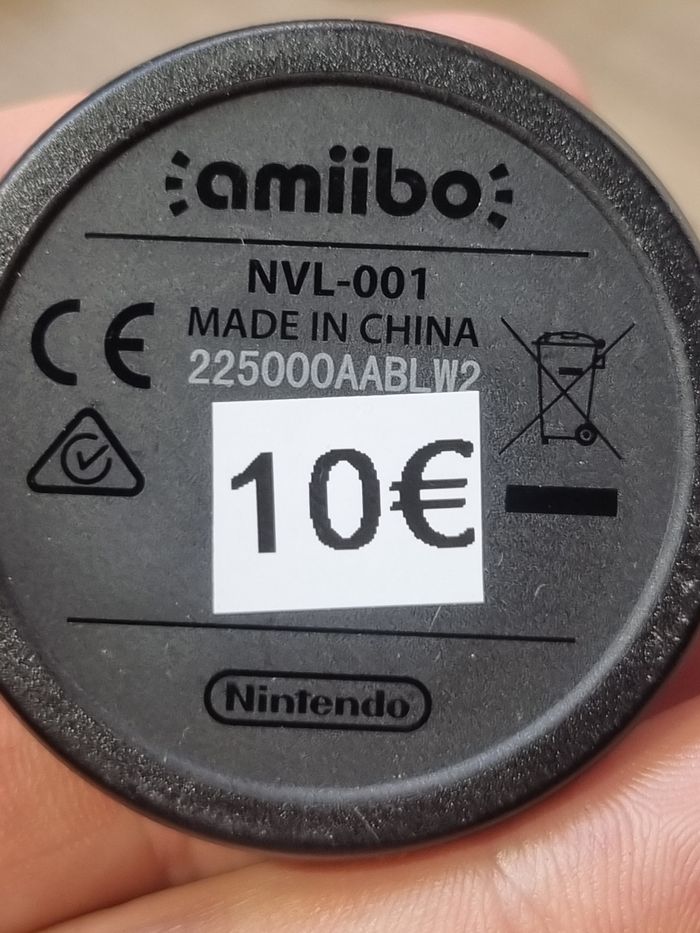 amiibo
NVL-001
MADE IN CHINA
CE
225000AABLW2
10€
Nintendo